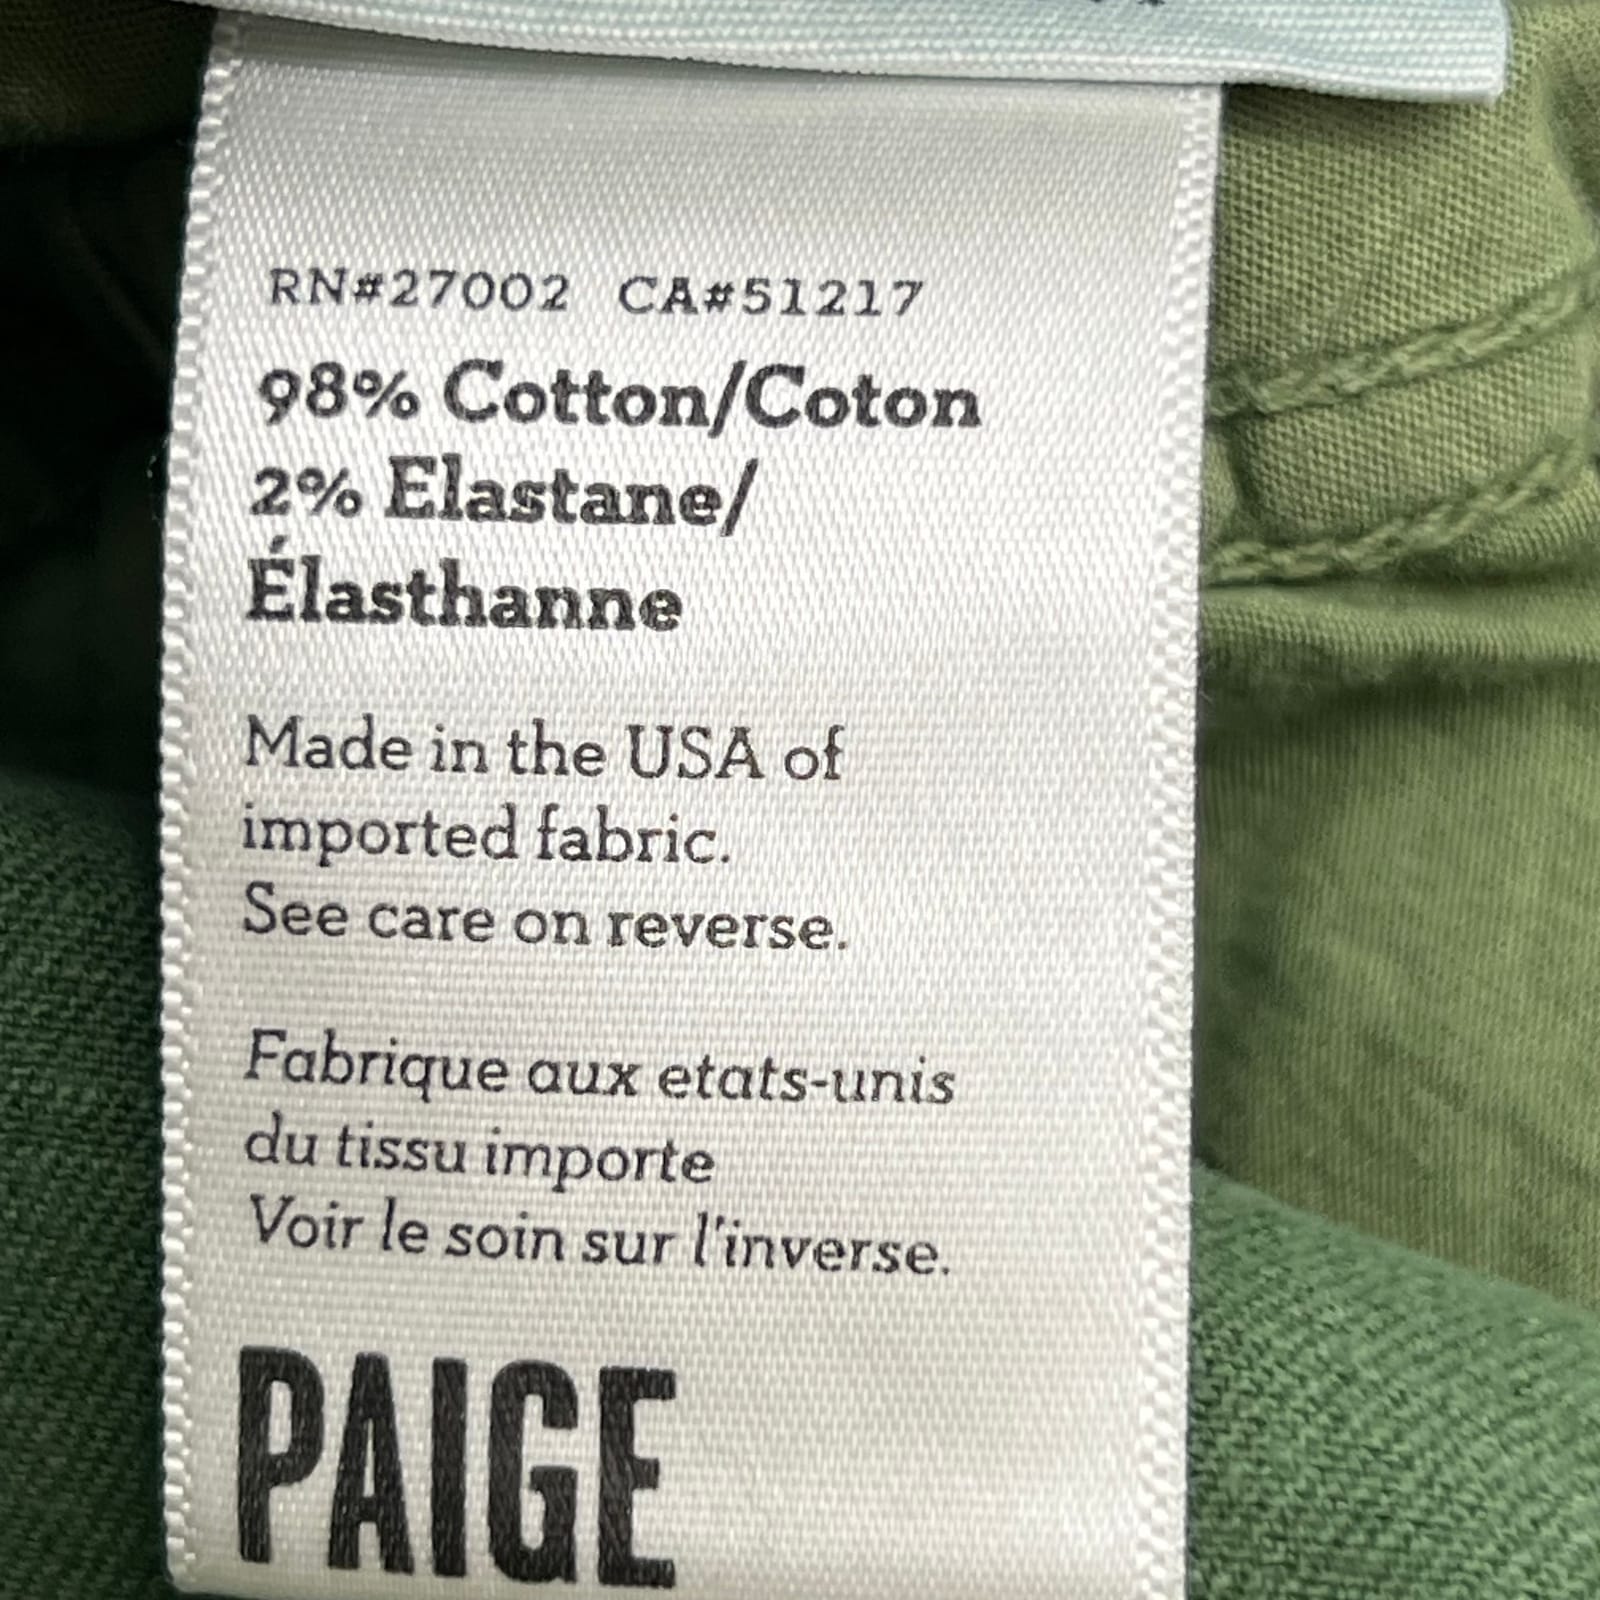 RN#27002 CA#51217
98% Cotton/Coton
2% Elastane/
Élasthanne
Made in the USA of
imported fabric.
See care on reverse.
Fabrique aux etats-unis
du tissu importe
Voir le soin sur l'inverse.
PAIGE